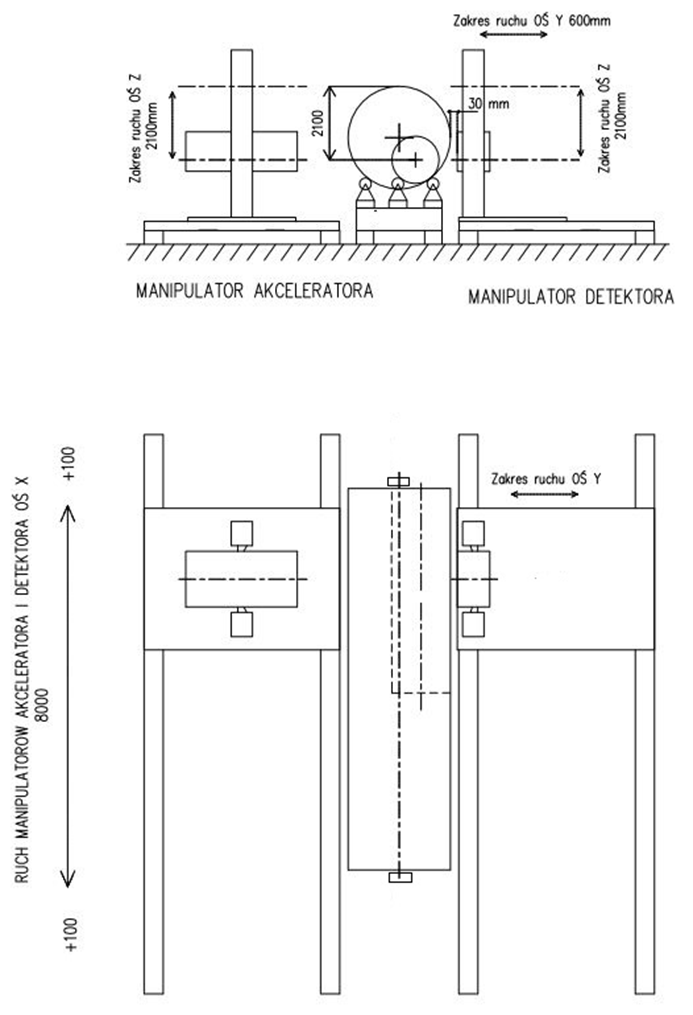 Zakres ruchu OŚ Y 600mm
Zakres ruchu OŚ Z
2100mm
2100
30 mm
Zakres ruchu OŚ Z
2100mm
MANIPULATOR AKCELERATORA
MANIPULATOR DETEKTORA
+100
Zakres ruchu OŚ Y
RUCH MANIPULATOROW AKCELERATORA I DETEKTORA OŚ X
8000
+100